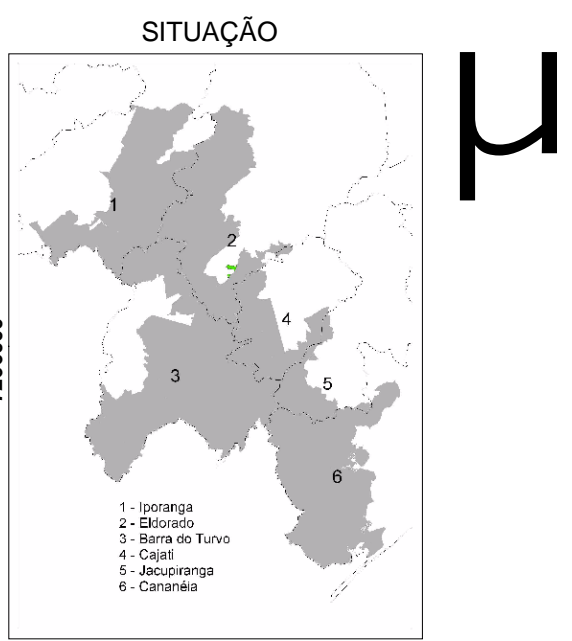 SITUAÇÃO
µ
1
2
4
3
5
6
1 - Iporanga
2 - Eldorado
3 - Barra do Turvo
4 - Cajati
5 - Jacupiranga
6 - Cananéia